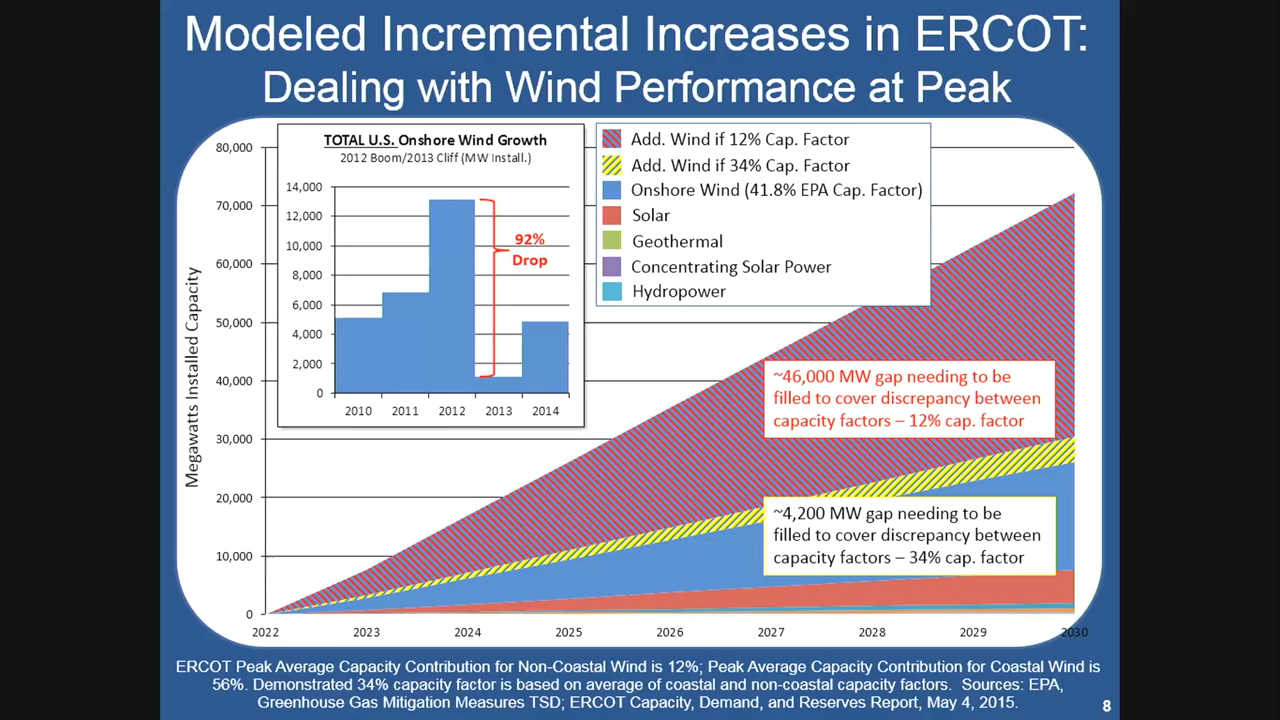 Modeled Incremental Increases in ERCOT:
Dealing with Wind Performance at Peak
TOTAL U.S. Onshore Wind Growth
2012 Boom/2013 Cliff (MW Install.)
14,000
12,000
10,000
8,000
6,000
4,000
2,000
0
92%
Drop
2010 2011 2012 2013 2014
Add. Wind if 12% Cap. Factor
Add. Wind if 34% Cap. Factor
Onshore Wind (41.8% EPA Cap. Factor)
Solar
Geothermal
Concentrating Solar Power
Hydropower
Megawatts Installed Capacity
80,000
70,000
60,000
50,000
40,000
30,000
20,000
10,000
0
~46,000 MW gap needing to be
filled to cover discrepancy between
capacity factors – 12% cap. factor
~4,200 MW gap needing to be
filled to cover discrepancy between
capacity factors – 34% cap. factor
2022 2023 2024 2025 2026 2027 2028 2029 2030
ERCOT Peak Average Capacity Contribution for Non-Coastal Wind is 12%; Peak Average Capacity Contribution for Coastal Wind is
56%. Demonstrated 34% capacity factor is based on average of coastal and non-coastal capacity factors. Sources: EPA,
Greenhouse Gas Mitigation Measures TSD; ERCOT Capacity, Demand, and Reserves Report, May 4, 2015.
8